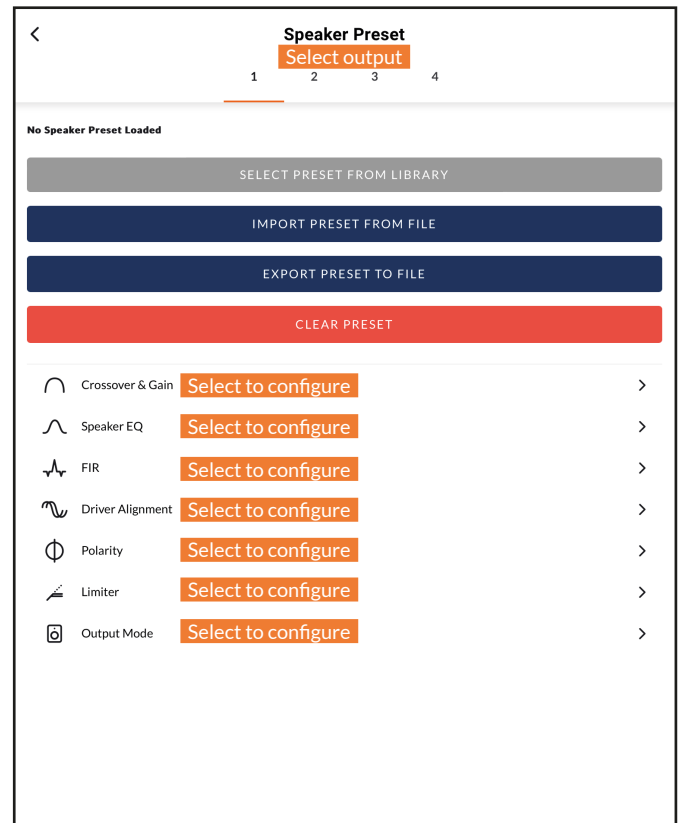 Speaker Preset
Select output
1 2 3 4
No Speaker Preset Loaded
SELECT PRESET FROM LIBRARY
IMPORT PRESET FROM FILE
EXPORT PRESET TO FILE
CLEAR PRESET
Crossover & Gain Select to configure
Speaker EQ Select to configure
FIR Select to configure
Driver Alignment Select to configure
Polarity Select to configure
Limiter Select to configure
Output Mode Select to configure